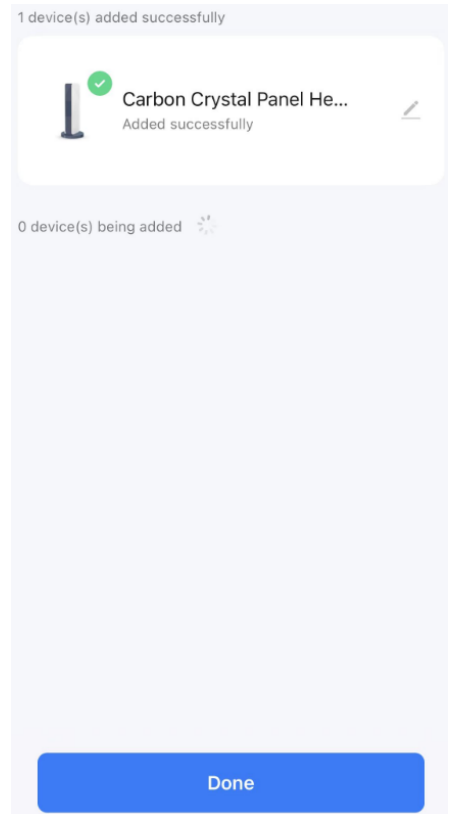 1 device(s) added successfully
Carbon Crystal Panel He...
Added successfully
0 device(s) being added
Done